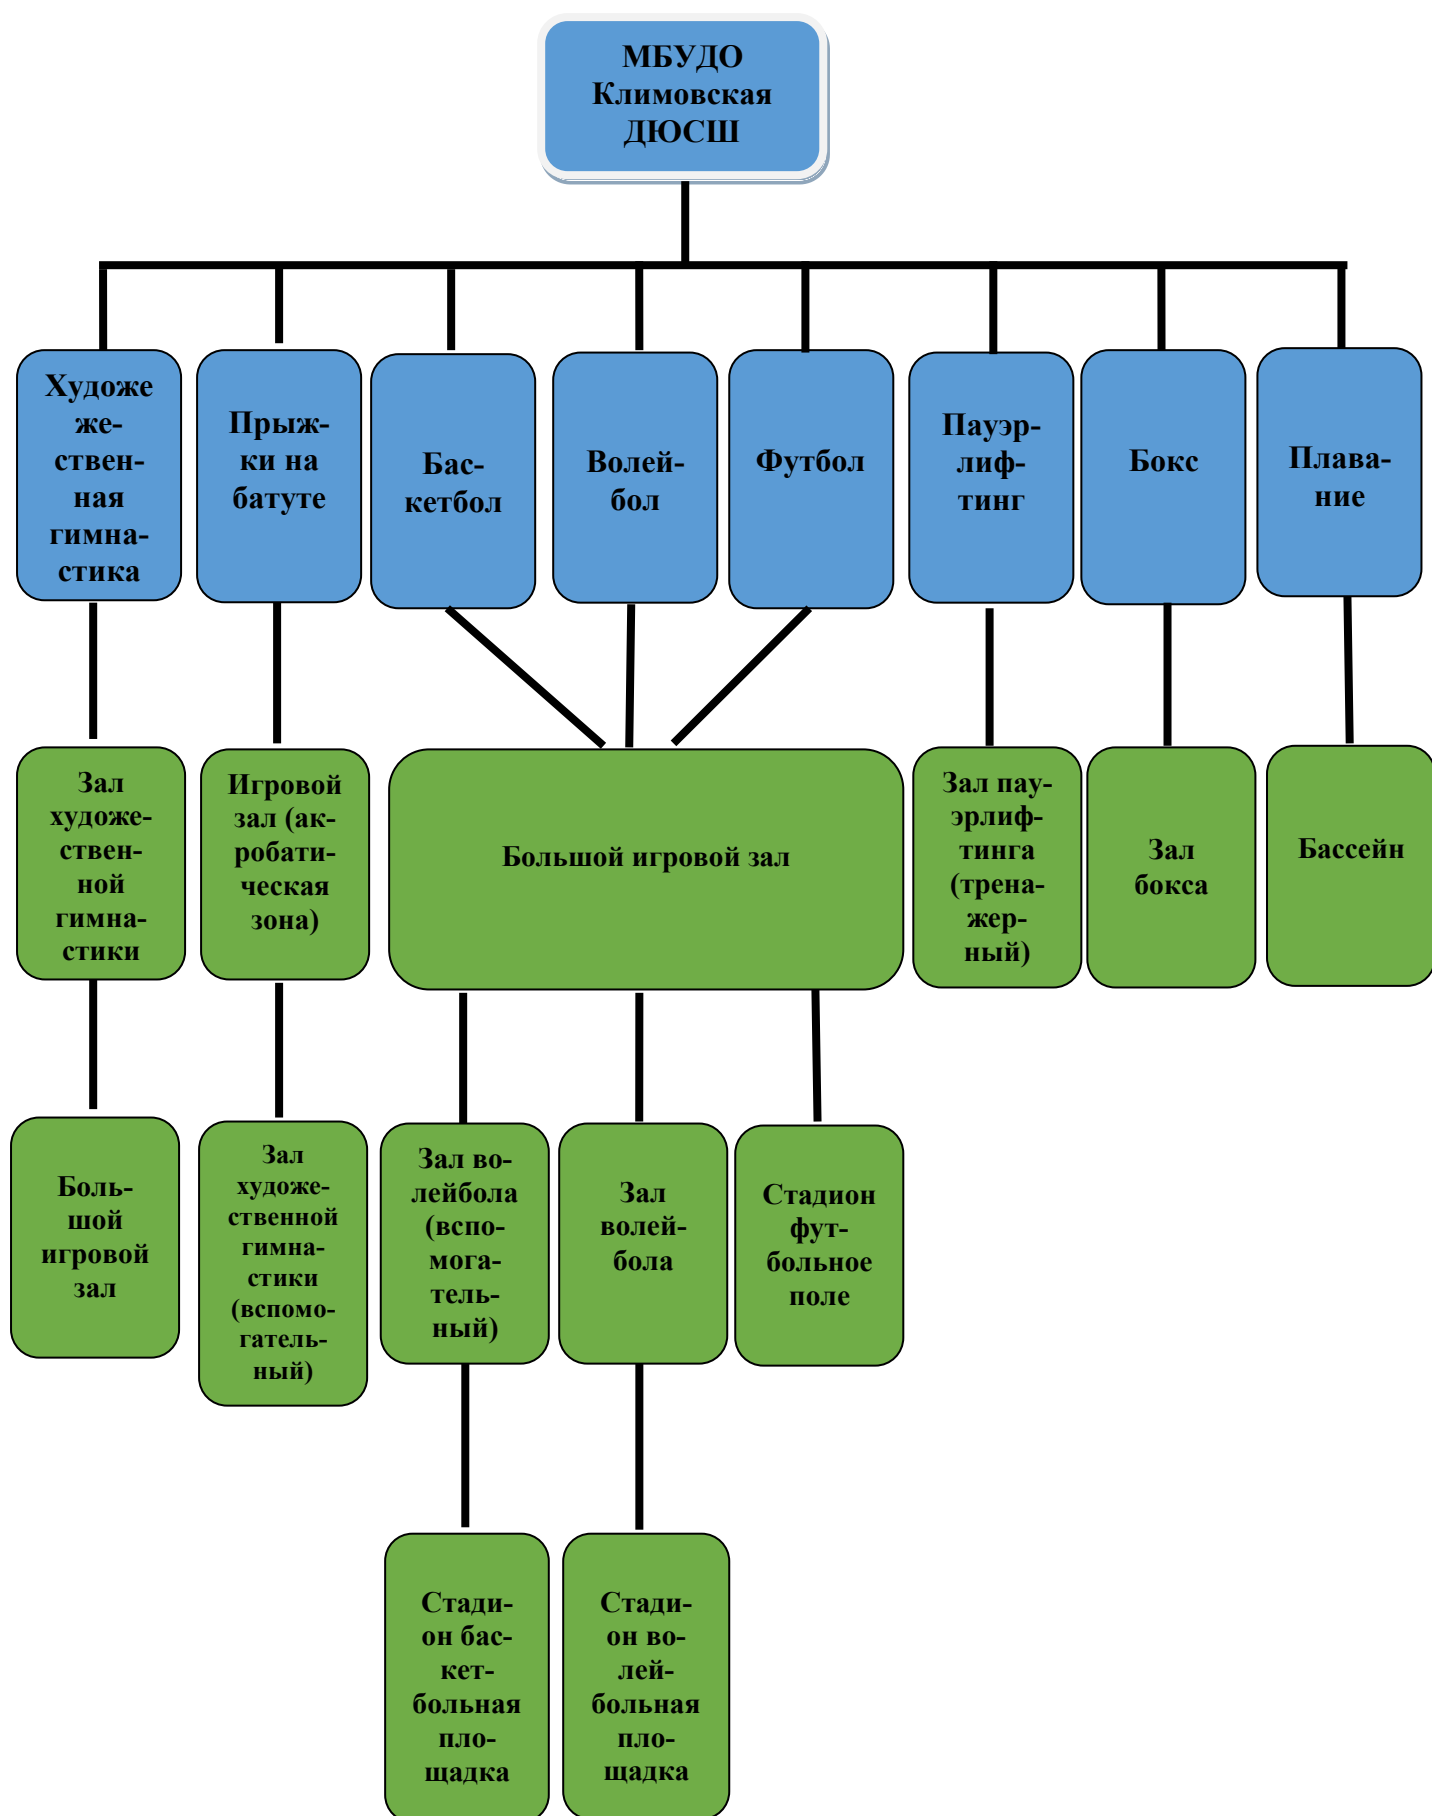 МБУДО
Климовская
ДЮСШ
Художе
же-
ствен-
ная
гимна-
стика
Прыж-
ки на
батуте
Бас-
кетбол
Волей-
бол
Футбол
Пауэр-
лиф-
тинг
Бокс
Плава-
ние
Зал
художе-
ствен-
ной
гимна-
стики
Игровой
зал (ак-
робати-
ческая
зона)
Большой игровой зал
Зал пау-
эрлиф-
тинга
(трена-
жер-
ный)
Зал
бокса
Бассейн
Боль-
шой
игровой
зал
Зал
художе-
ственной
гимна-
стики
(вспомо-
гатель-
ный)
Зал во-
лейбола
(вспо-
мога-
тель-
ный)
Зал
волей-
бола
Стадион
фут-
больное
поле
Стади-
он бас-
кет-
больная
пло-
щадка
Стади-
он во-
лей-
больная
пло-
щадка